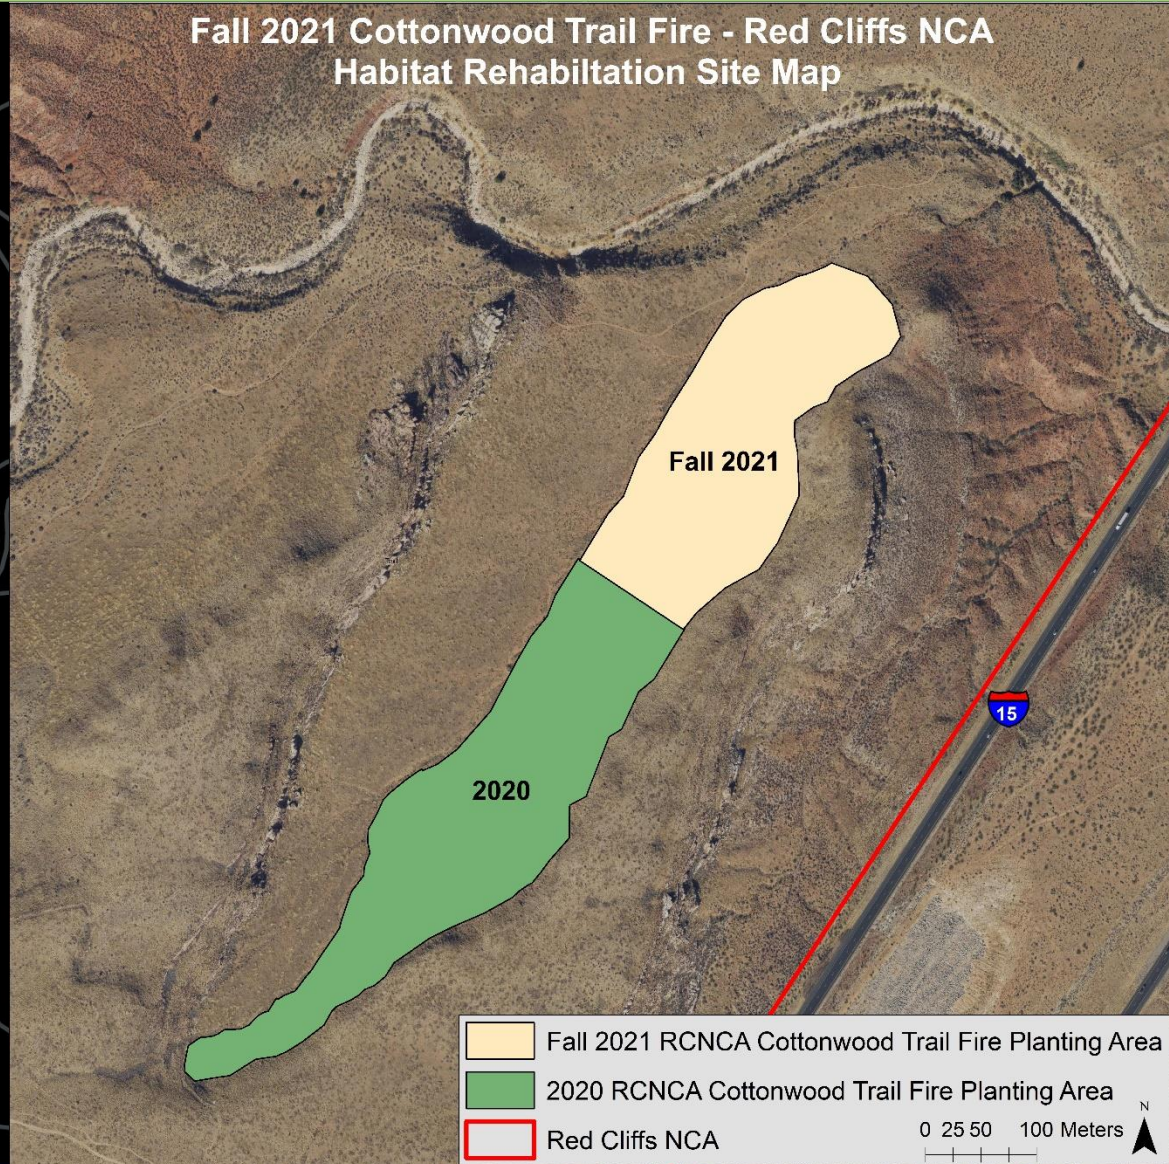 Fall 2021 Cottonwood Trail Fire - Red Cliffs NCA
Habitat Rehabiltation Site Map
Fall 2021
15
2020
Fall 2021 RCNCA Cottonwood Trail Fire Planting Area
2020 RCNCA Cottonwood Trail Fire Planting Area
N
Red Cliffs NCA
0 25 50 100 Meters